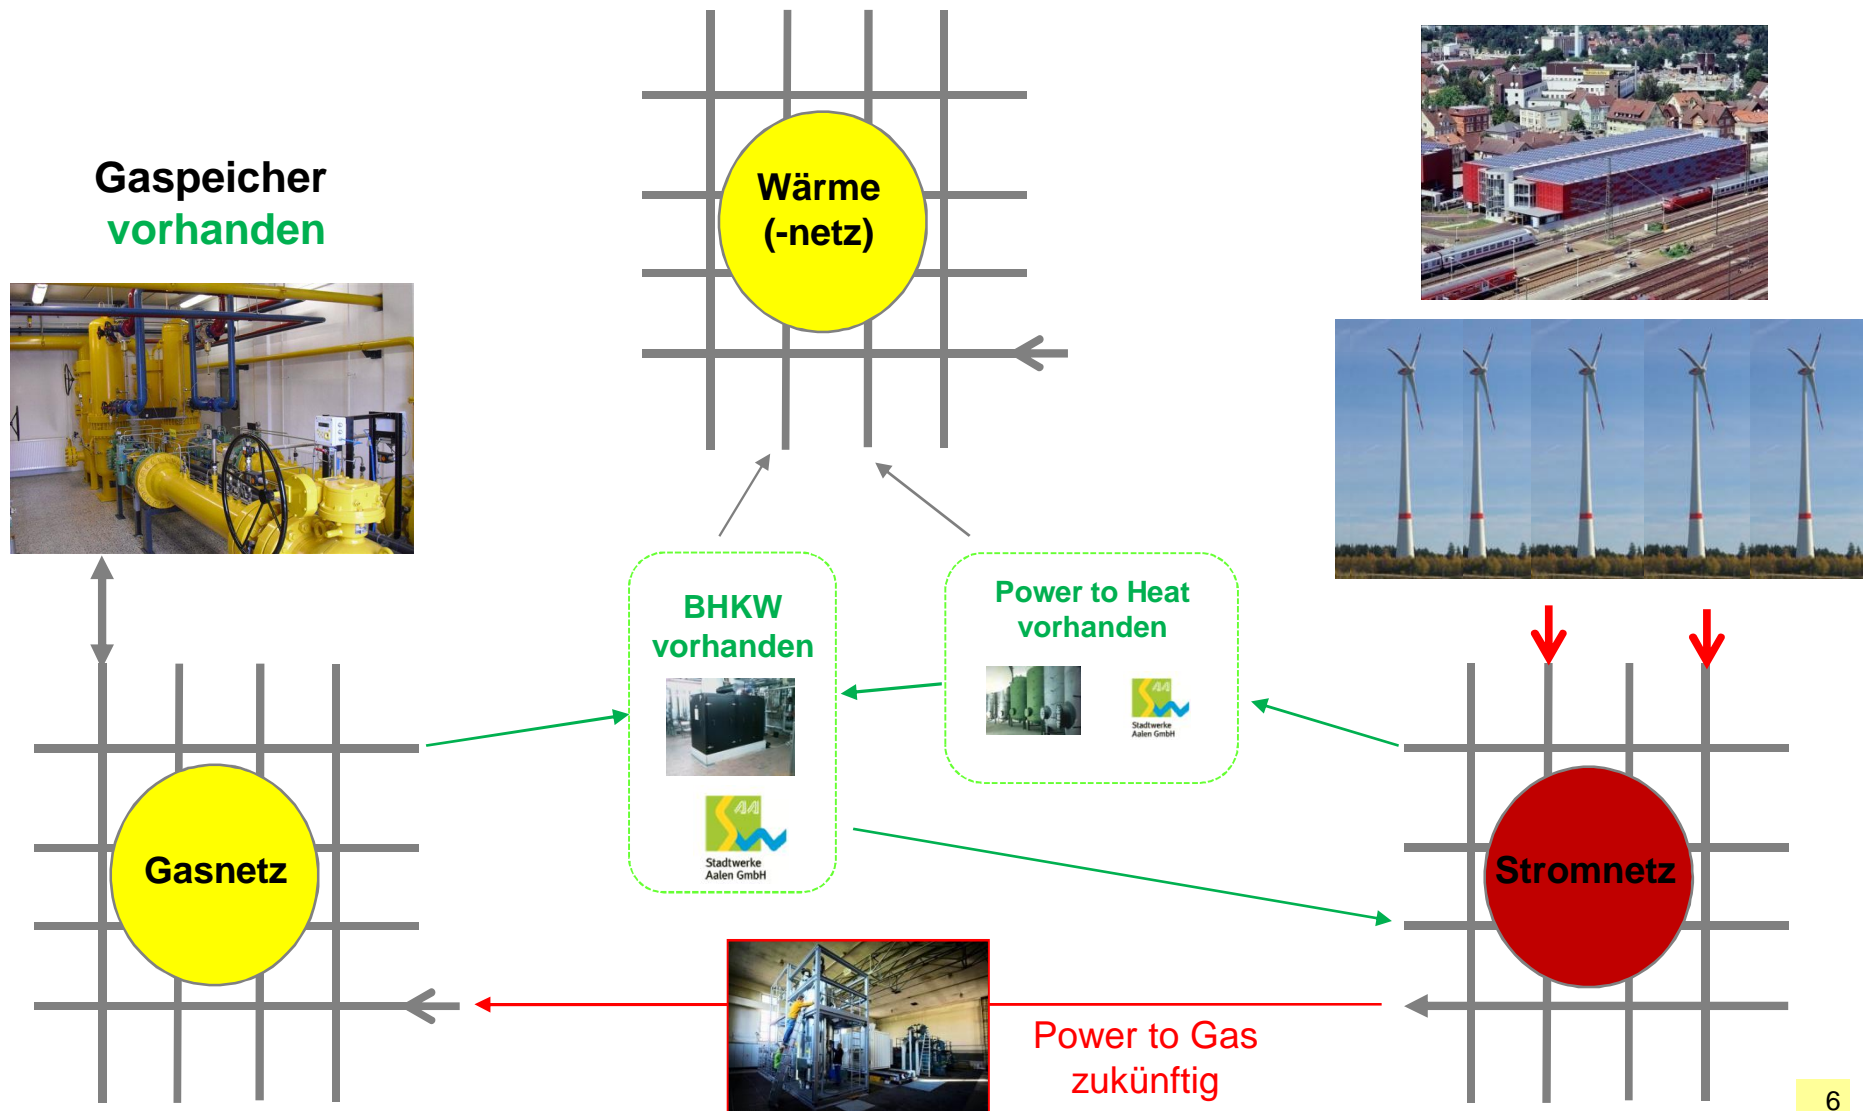 Gaspeicher
vorhanden
Wärme
(-netz)
BHKW
vorhanden
Stadtwerke
Aalen GmbH
Power to Heat
vorhanden
Stadtwerke
Aalen GmbH
Gasnetz
Stromnetz
Power to Gas
zukünftig
6